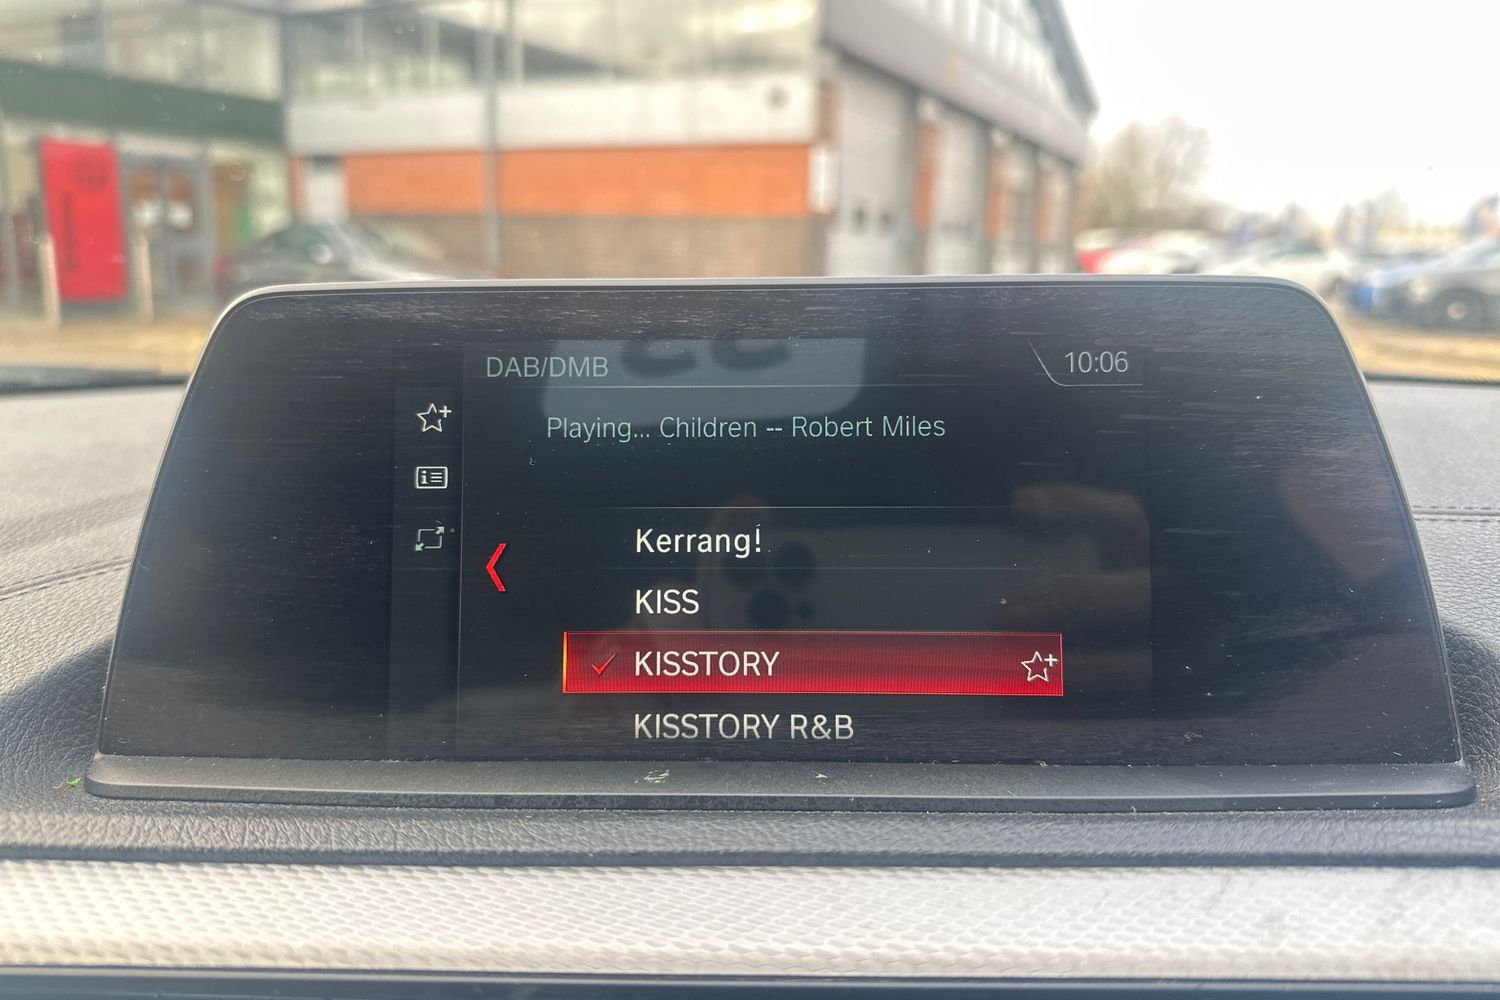 DAB/DMB
10:06
Playing... Children -- Robert Miles
Kerrang!
KISS
KISSTORY
KISSTORY R&B